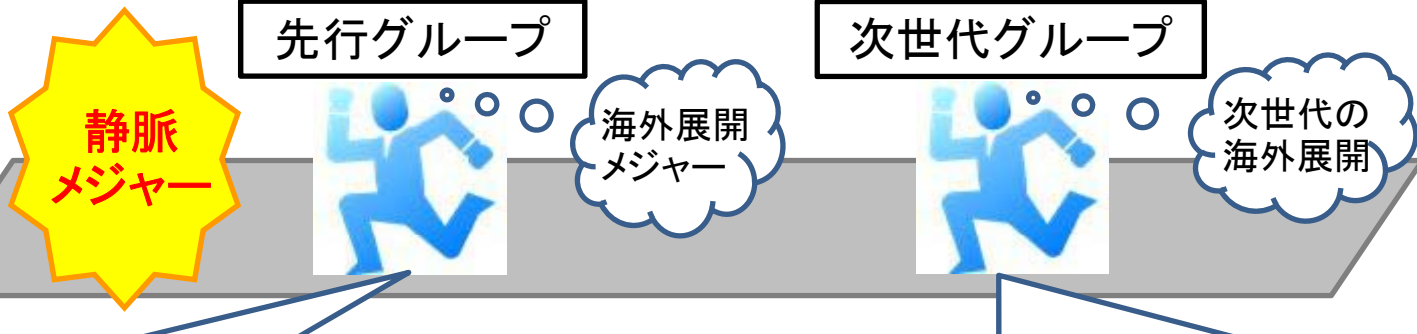 先行グループ
次世代グループ
静脈
メジャー
海外展開
メジャー
次世代の
海外展開